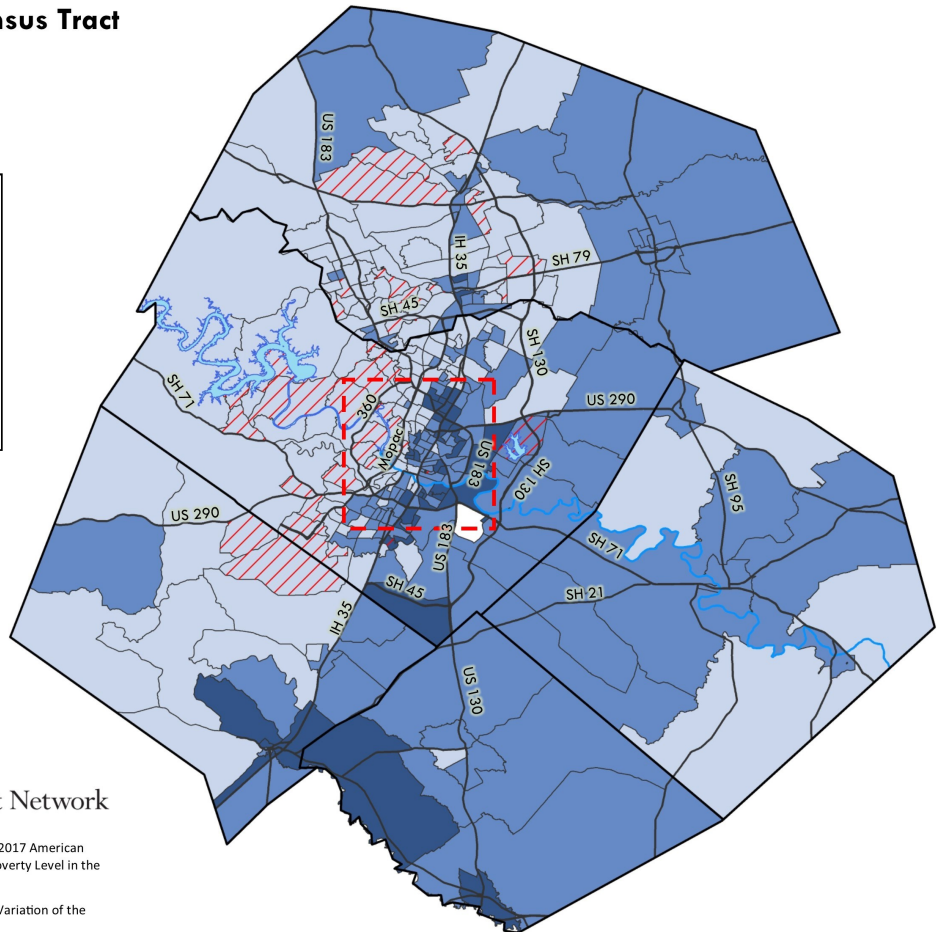 nsus Tract
US 183
IH 35
SH 79
SH 45
SH 130
SH 71
360
Mopac
US 290
US 183
SH 130
SH 95
US 290
US 183
SH 71
SH 45
SH 21
IH 35
US 130
t Network
2017 American
overty Level in the
Variation of the